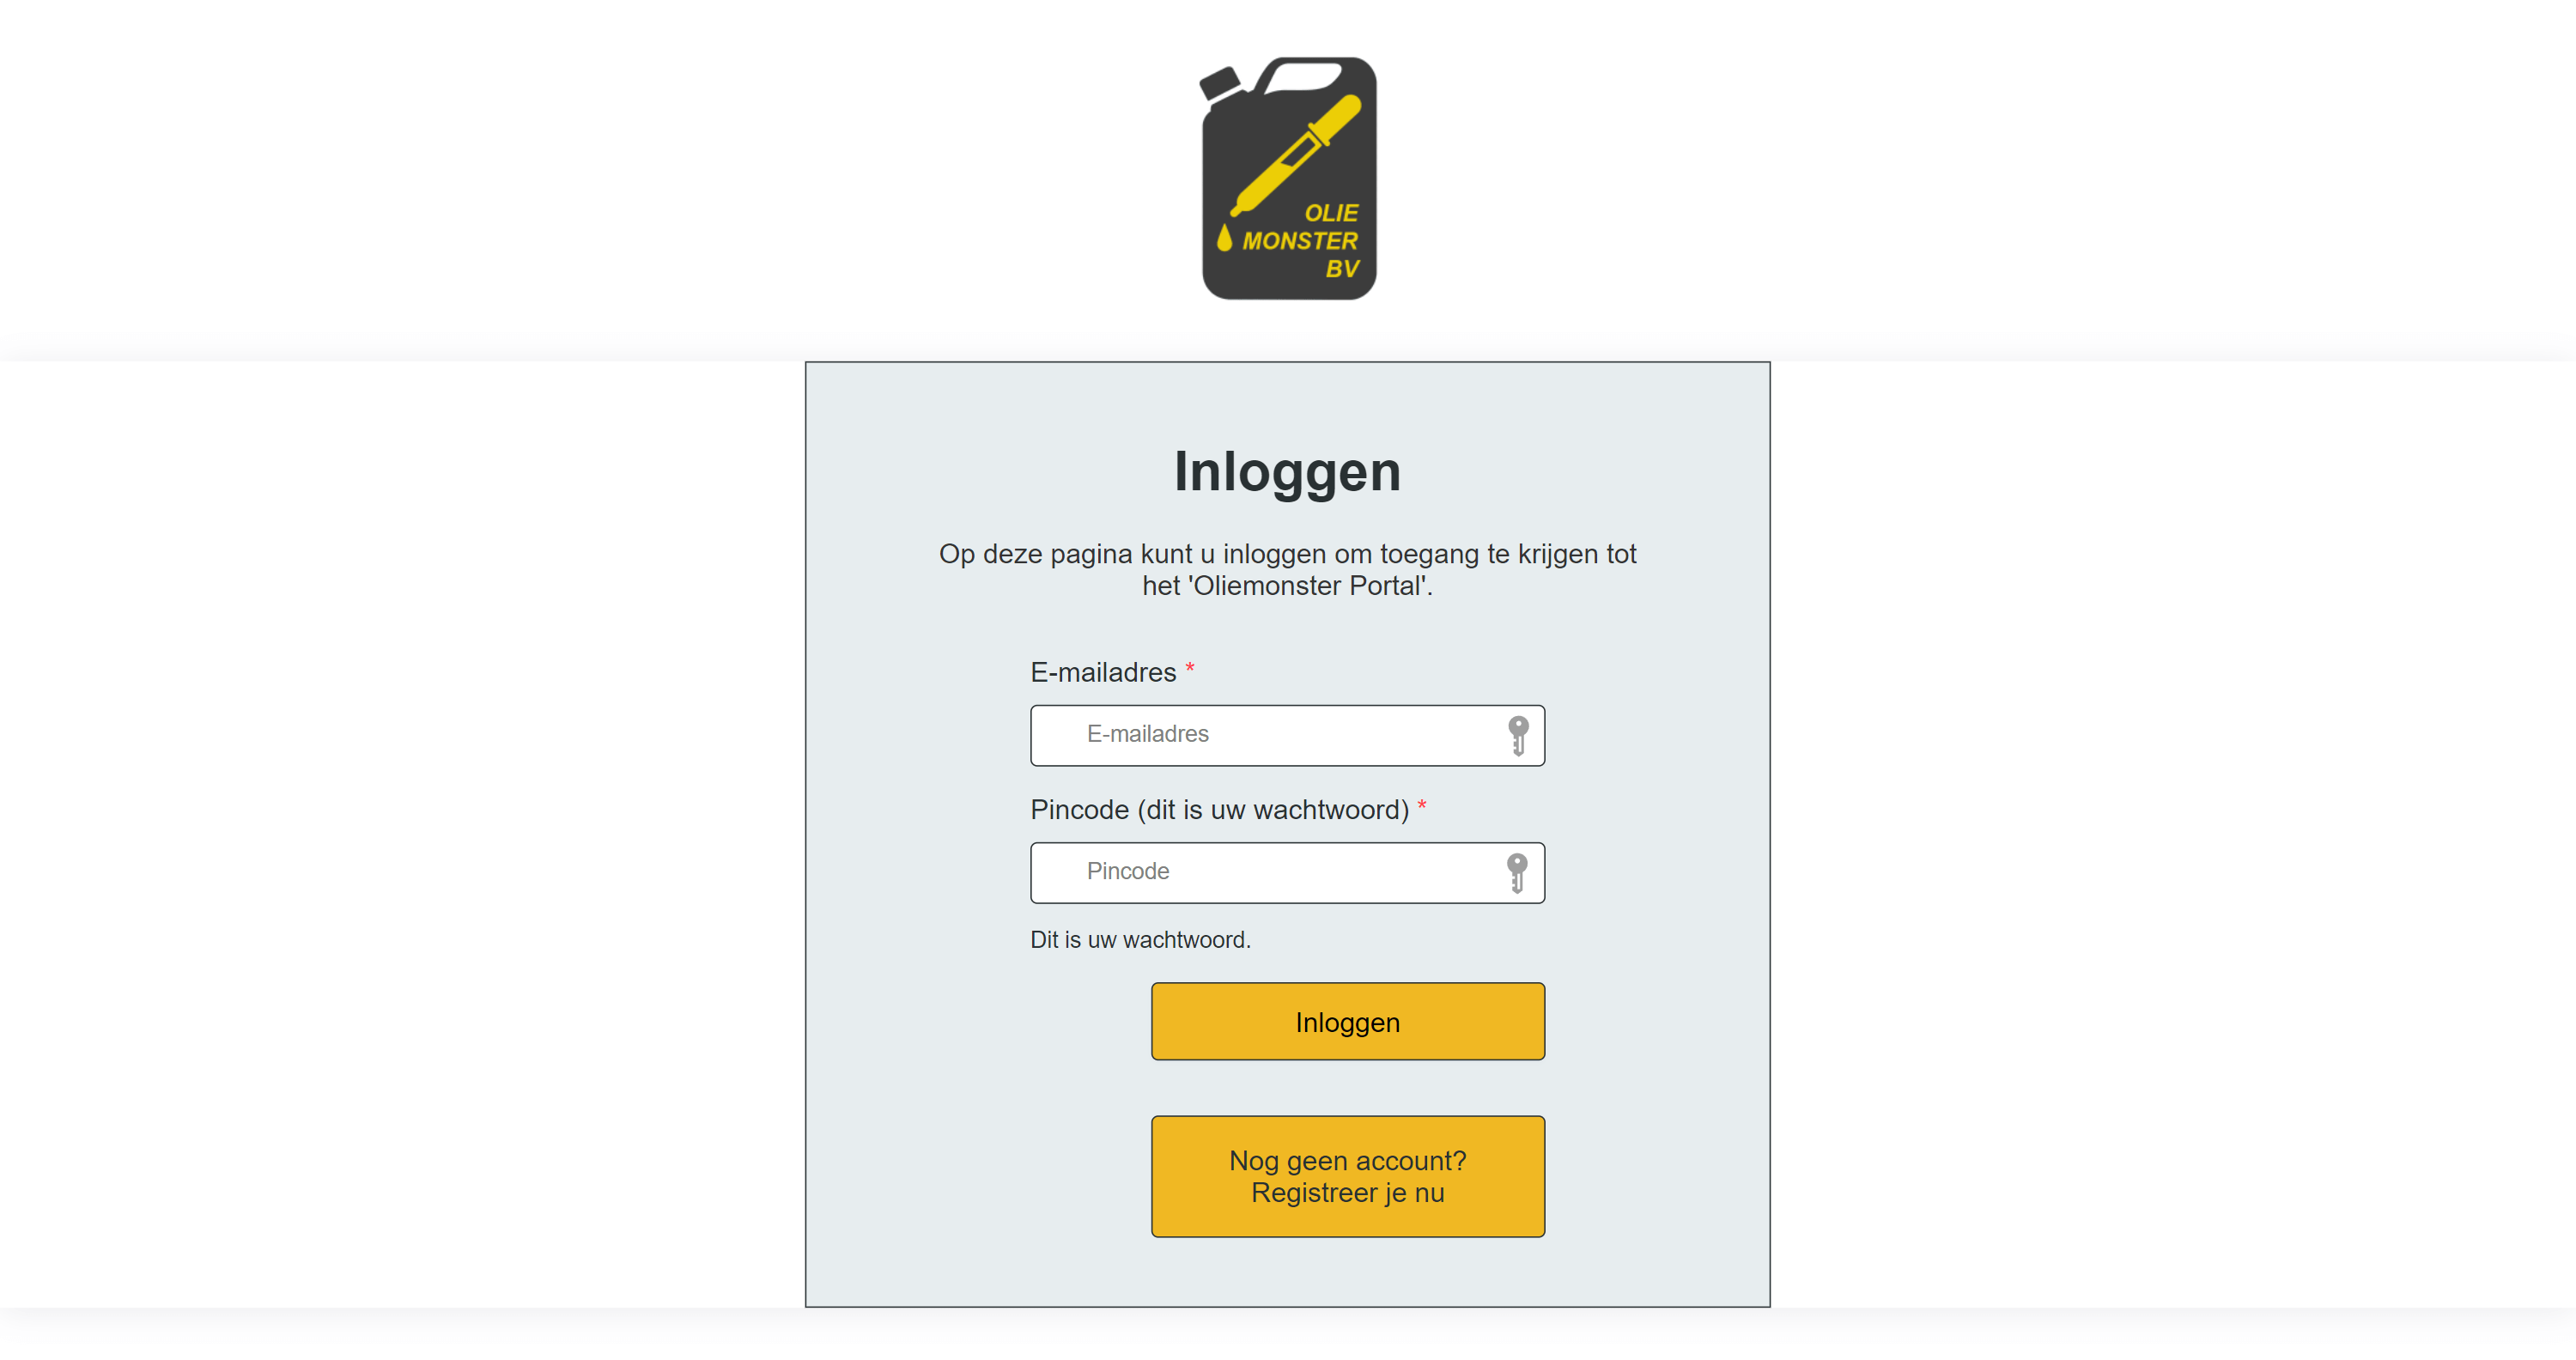 OLIE
MONSTER
BV
Inloggen
Op deze pagina kunt u inloggen om toegang te krijgen tot
het 'Oliemonster Portal'.
E-mailadres *
E-mailadres
Pincode (dit is uw wachtwoord) *
Pincode
Dit is uw wachtwoord.
Inloggen
Nog geen account?
Registreer je nu